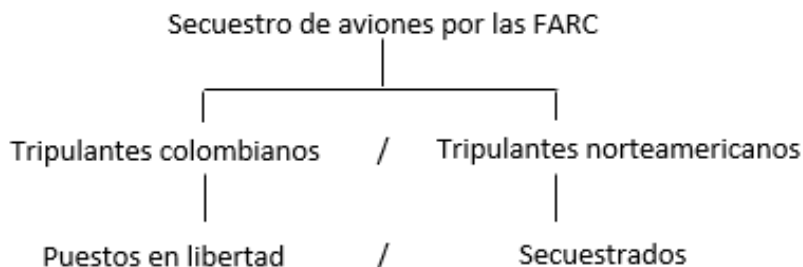 Secuestro de aviones por las FARC
Tripulantes colombianos / Tripulantes norteamericanos
Puestos en libertad / Secuestrados